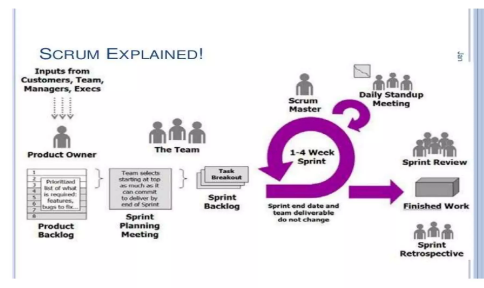 SCRUM EXPLAINED!
Jan
Inputs from
Customers, Team,
Managers, Execs
Product Owner
The Team
1
2
3
4
5
6
7
8
Prioritized
list of what
is required:
features,
bugs to fix...
Product
Backlog
Team selects
starting at top
as much as it
can commit
to deliver by
end of Sprint
Sprint
Planning
Meeting
Task
Breakout
Sprint
Backlog
Scrum
Master
Daily Standup
Meeting
1-4 Week
Sprint
Sprint end date and
team deliverable
do not change
Sprint Review
Finished Work
Sprint
Retrospective